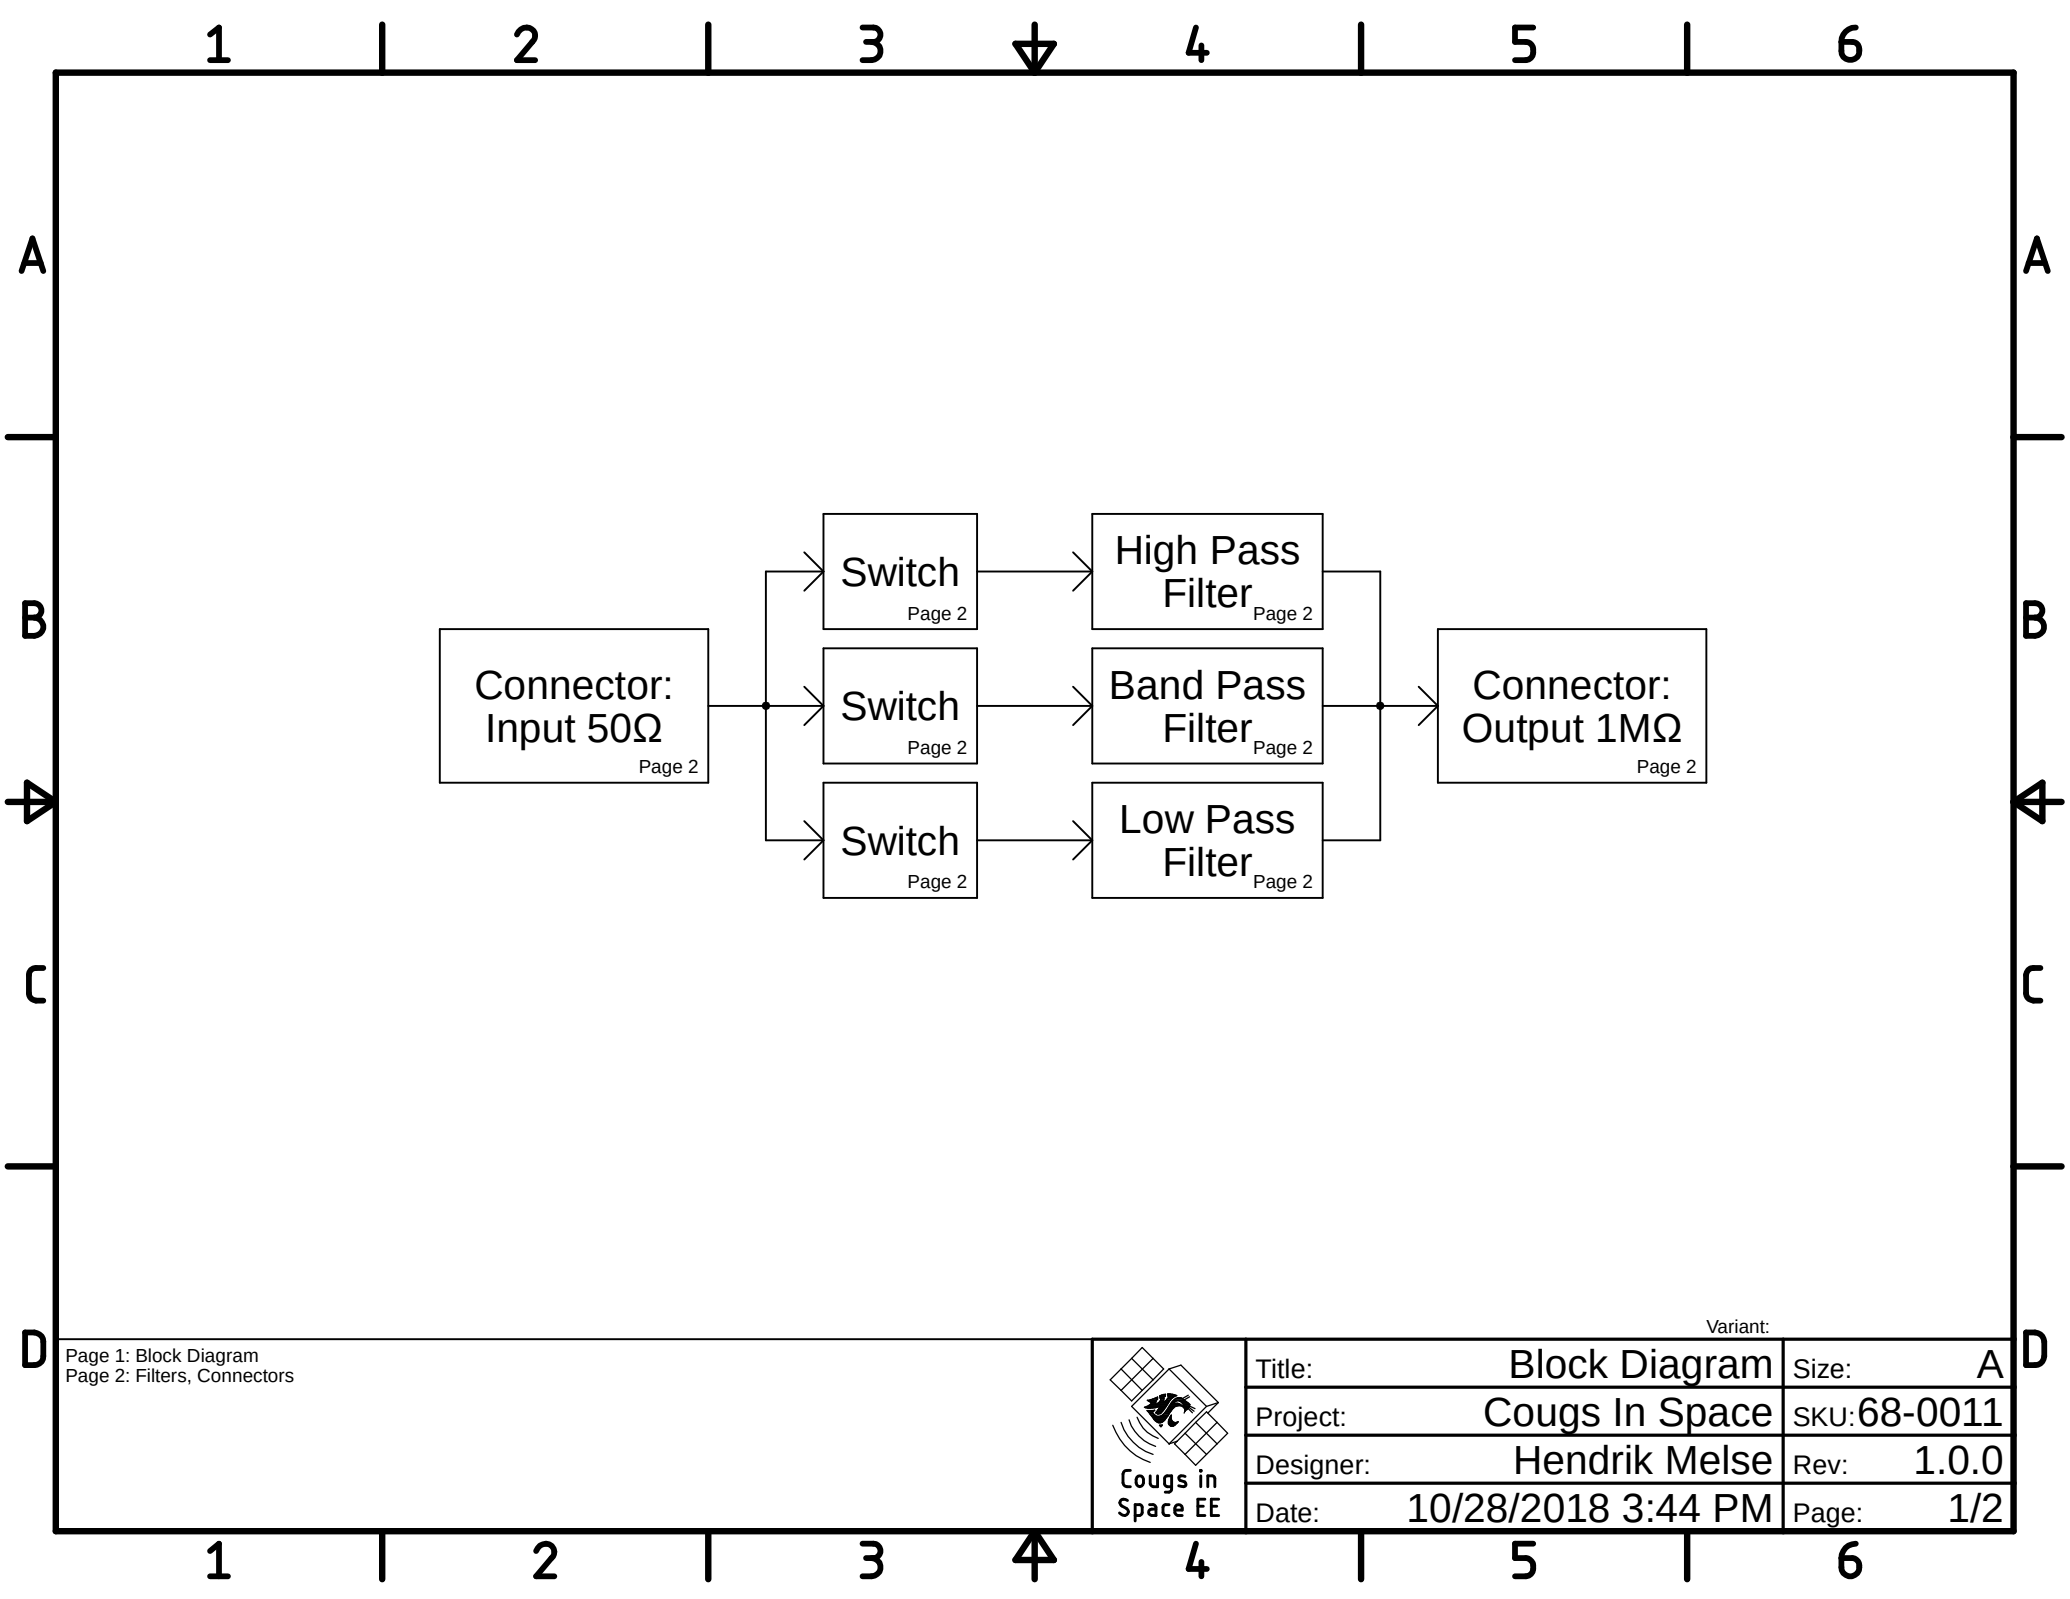 1 2 3 4 5 6
A A
Switch
Page 2
High Pass
Filter
Page 2
B B
Connector:
Input 50Ω
Page 2
Switch
Page 2
Band Pass
Filter
Page 2
Connector:
Output 1MΩ
Page 2
Switch
Page 2
Low Pass
Filter
Page 2
C C
D D
Page 1: Block Diagram
Page 2: Filters, Connectors
Cougs in
Space EE
Variant:
Title: Block Diagram Size: A
Project: Cougs In Space SKU: 68-0011
Designer: Hendrik Melse Rev: 1.0.0
Date: 10/28/2018 3:44 PM Page: 1/2
1 2 3 4 5 6